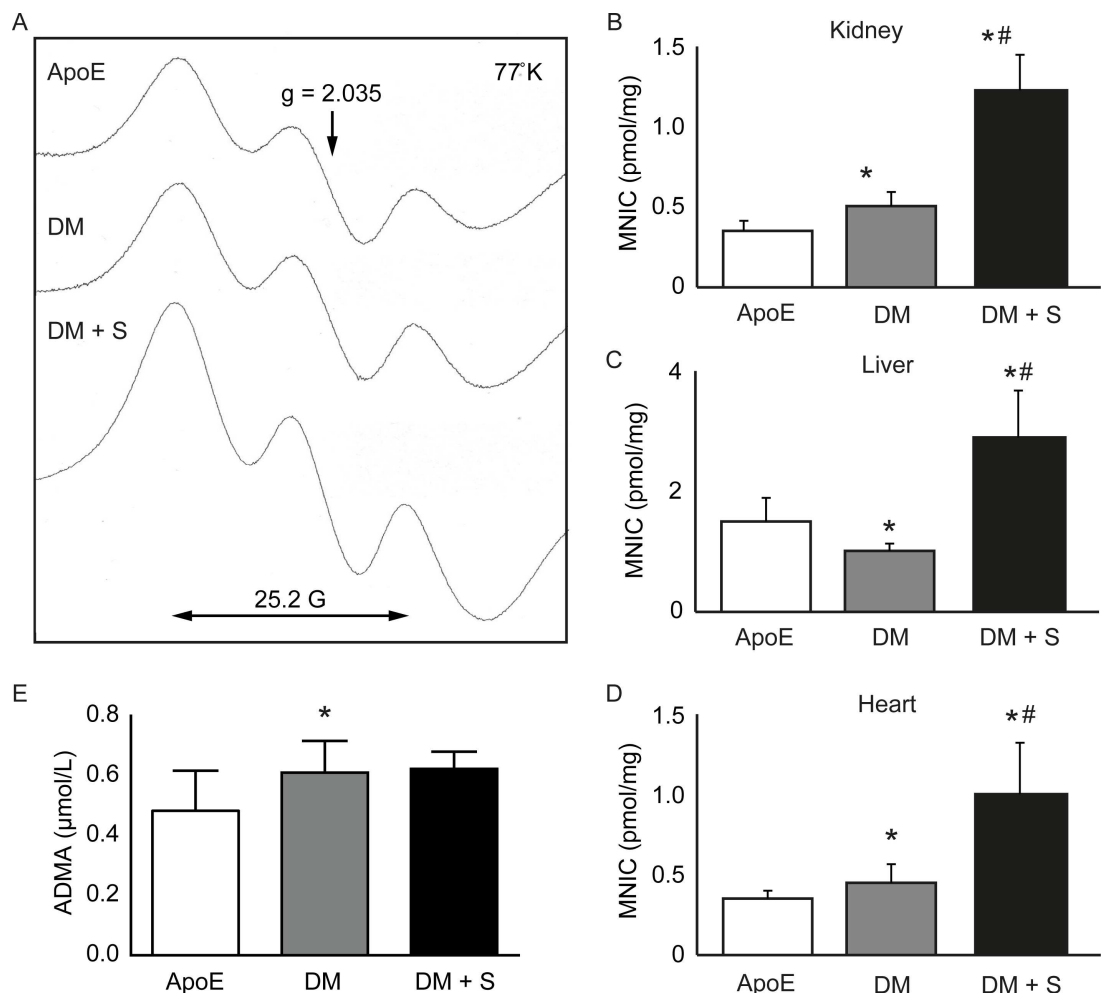 A
ApoE
77°K
g = 2.035
DM
DM + S
25.2 G
B
Kidney
MNIC (pmol/mg)
1.5
1.0
0.5
0
*
*#
ApoE
DM
DM + S
C
Liver
MNIC (pmol/mg)
4
2
0
*
*#
ApoE
DM
DM + S
E
ADMA (µmol/L)
0.8
0.6
0.4
0.2
0.0
*
ApoE
DM
DM + S
D
Heart
MNIC (pmol/mg)
1.5
1.0
0.5
0
*
*#
ApoE
DM
DM + S